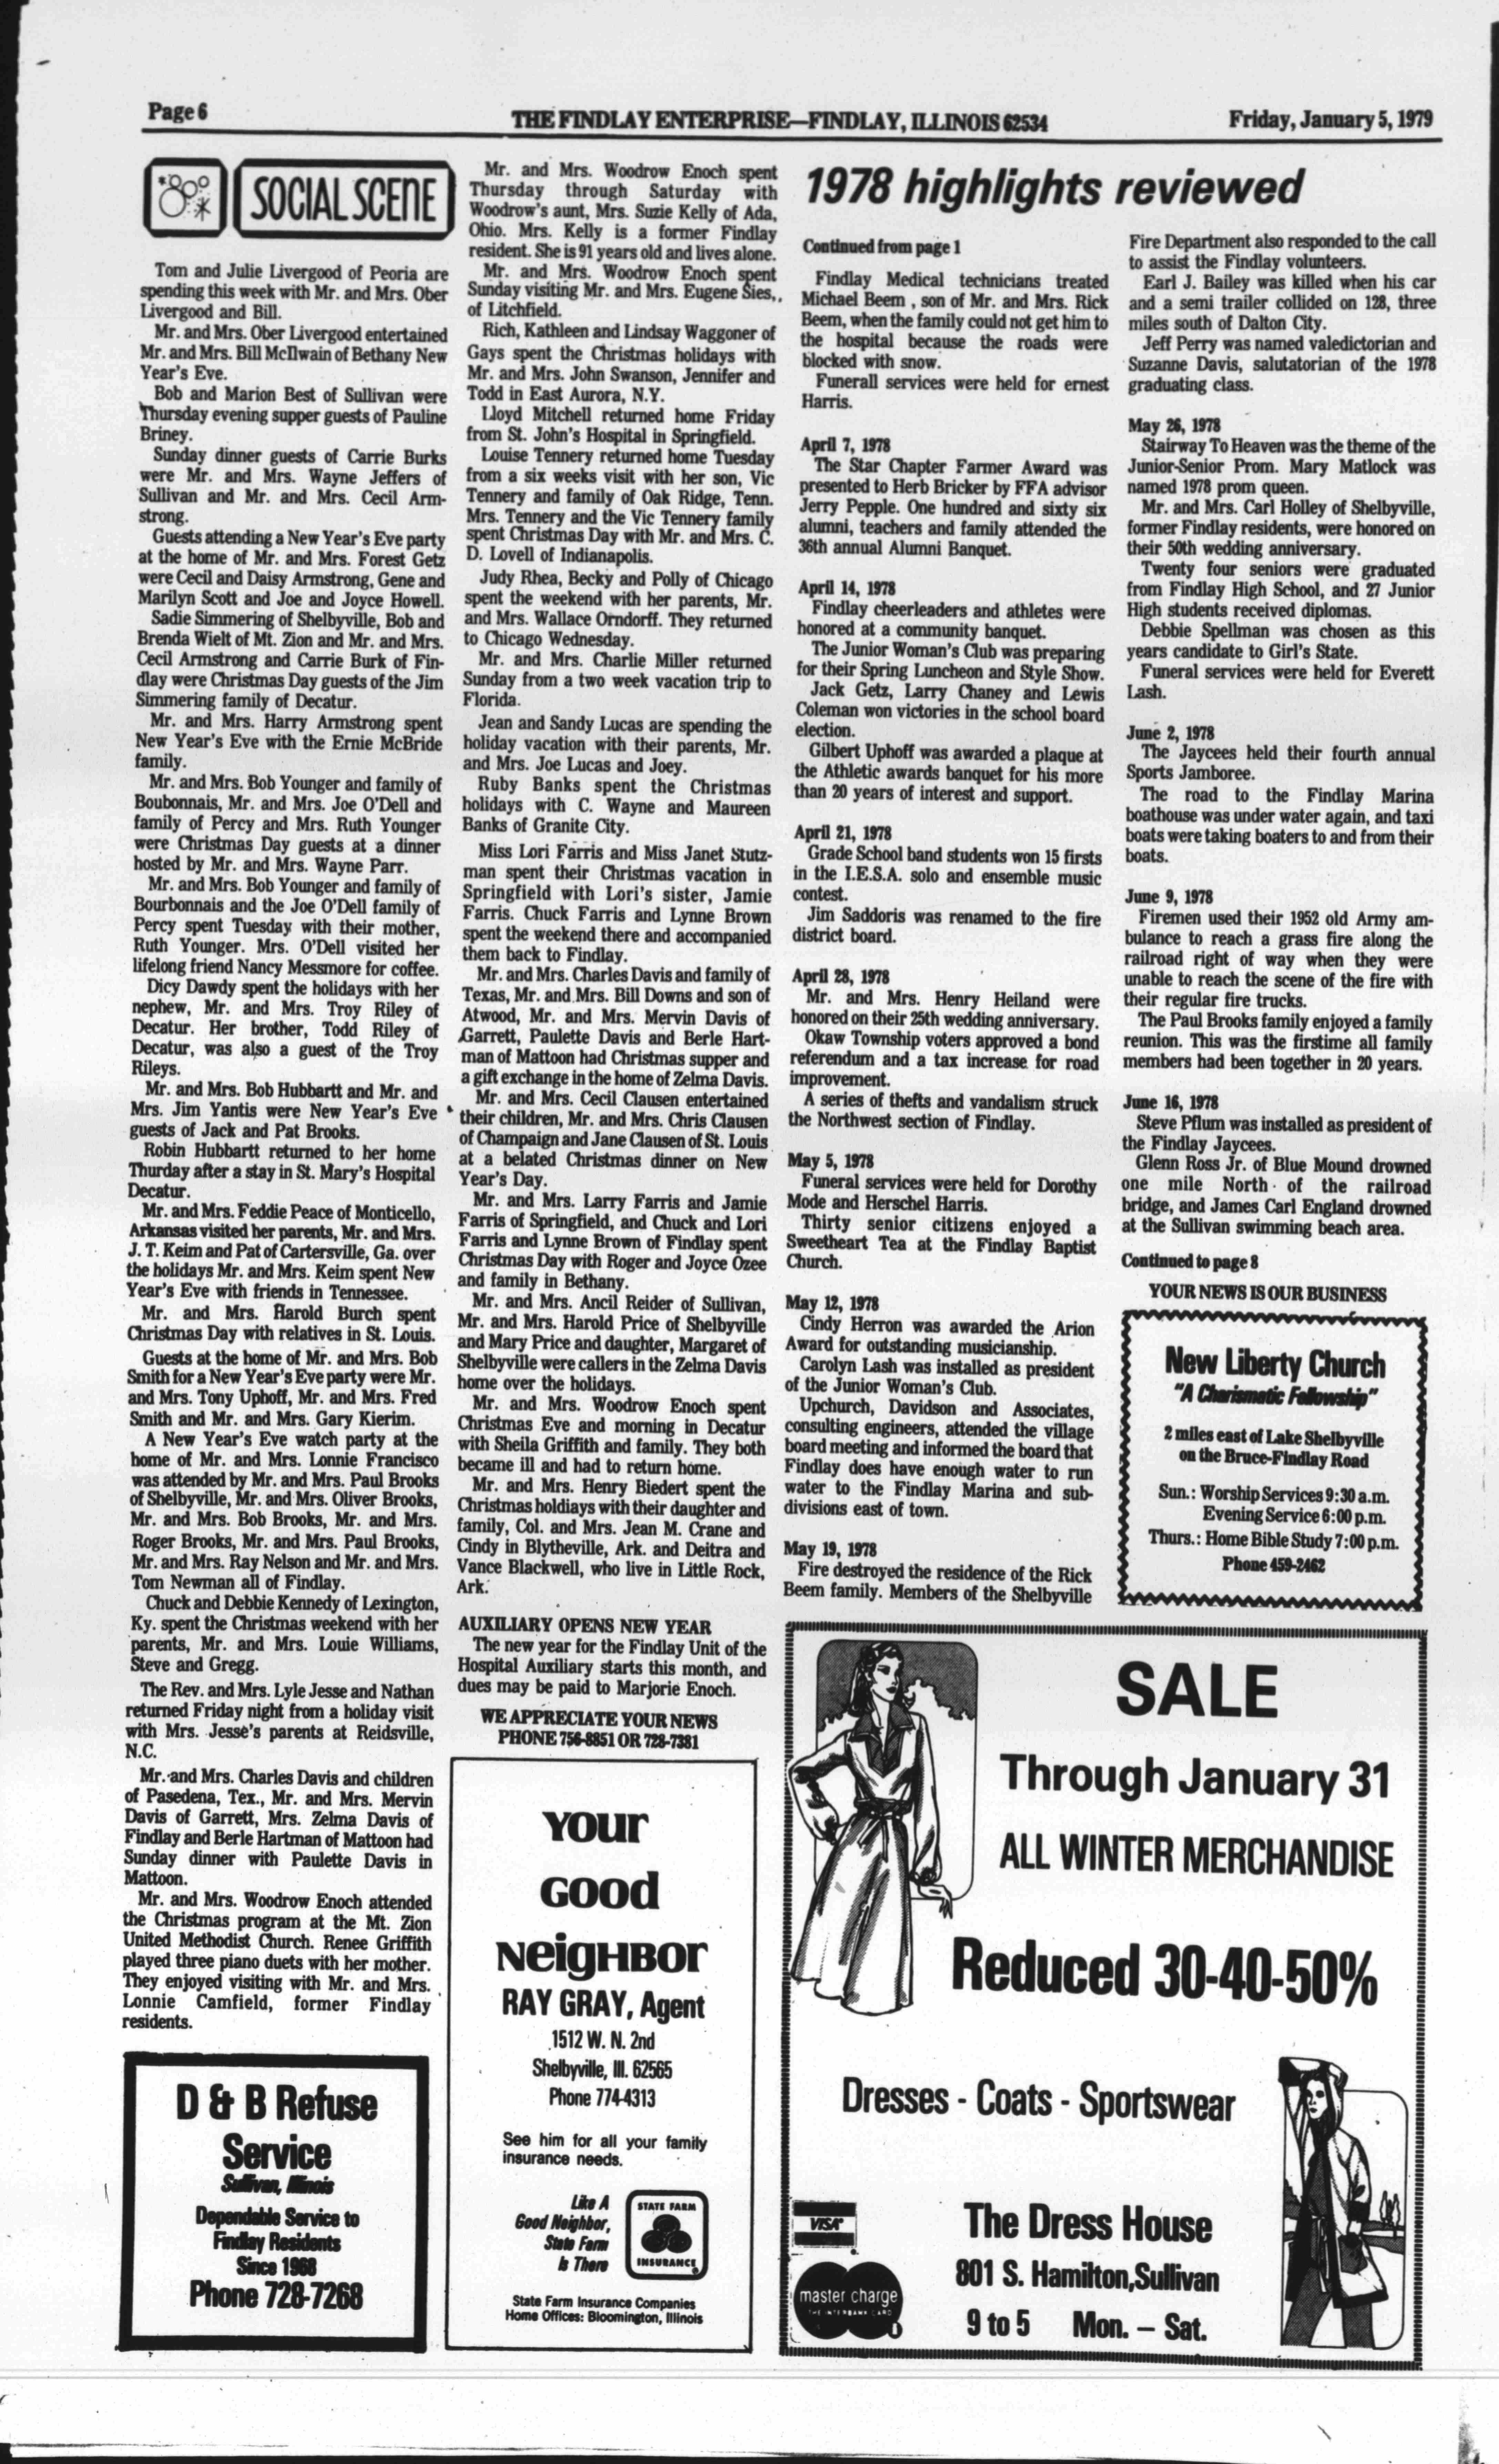 Page 6
THE FINDLAY ENTERPRISE—FINDLAY, ILLINOIS 62534
Friday, January 5, 1979
SOCIAL SCENE
Tom and Julie Livergood of Peoria are
spending this week with Mr. and Mrs. Ober
Livergood and Bill.
Mr. and Mrs. Ober Livergood entertained
Mr. and Mrs. Bill McIlwain of Bethany New
Year's Eve.
Bob and Marion Best of Sullivan were
Thursday evening supper guests of Pauline
Briney.
Sunday dinner guests of Carrie Burks
were Mr. and Mrs. Wayne Jeffers of
Sullivan and Mr. and Mrs. Cecil Arm-
strong.
Guests attending a New Year's Eve party
at the home of Mr. and Mrs. Forest Getz
were Cecil and Daisy Armstrong, Gene and
Marilyn Scott and Joe and Joyce Howell.
Sadie Simmering of Shelbyville, Bob and
Brenda Wielt of Mt. Zion and Mr. and Mrs.
Cecil Armstrong and Carrie Burk of Fin-
dlay were Christmas Day guests of the Jim
Simmering family of Decatur.
Mr. and Mrs. Harry Armstrong spent
New Year's Eve with the Ernie McBride
family.
Mr. and Mrs. Bob Younger and family of
Boubonnais, Mr. and Mrs. Joe O'Dell and
family of Percy and Mrs. Ruth Younger
were Christmas Day guests at a dinner
hosted by Mr. and Mrs. Wayne Parr.
Mr. and Mrs. Bob Younger and family of
Bourbonnais and the Joe O'Dell family of
Percy spent Tuesday with their mother,
Ruth Younger. Mrs. O'Dell visited her
lifelong friend Nancy Messmore for coffee.
Dicy Dawdy spent the holidays with her
nephew, Mr. and Mrs. Troy Riley of
Decatur. Her brother, Todd Riley of
Decatur, was also a guest of the Troy
Rileys.
Mr. and Mrs. Bob Hubbartt and Mr. and
Mrs. Jim Yantis were New Year's Eve
guests of Jack and Pat Brooks.
Robin Hubbartt returned to her home
Thurday after a stay in St. Mary's Hospital
Decatur.
Mr. and Mrs. Feddie Peace of Monticello,
Arkansas visited her parents, Mr. and Mrs.
J. T. Keim and Pat of Cartersville, Ga. over
the holidays Mr. and Mrs. Keim spent New
Year's Eve with friends in Tennessee.
Mr. and Mrs. Harold Burch spent
Christmas Day with relatives in St. Louis.
Guests at the home of Mr. and Mrs. Bob
Smith for a New Year's Eve party were Mr.
and Mrs. Tony Uphoff, Mr. and Mrs. Fred
Smith and Mr. and Mrs. Gary Kierim.
A New Year's Eve watch party at the
home of Mr. and Mrs. Lonnie Francisco
was attended by Mr. and Mrs. Paul Brooks
of Shelbyville, Mr. and Mrs. Oliver Brooks,
Mr. and Mrs. Bob Brooks, Mr. and Mrs.
Roger Brooks, Mr. and Mrs. Paul Brooks,
Mr. and Mrs. Ray Nelson and Mr. and Mrs.
Tom Newman all of Findlay.
Chuck and Debbie Kennedy of Lexington,
Ky. spent the Christmas weekend with her
parents, Mr. and Mrs. Louie Williams,
Steve and Gregg.
The Rev. and Mrs. Lyle Jesse and Nathan
returned Friday night from a holiday visit
with Mrs. Jesse's parents at Reidsville,
N.C.
Mr. and Mrs. Charles Davis and children
of Pasedena, Tex., Mr. and Mrs. Mervin
Davis of Garrett, Mrs. Zelma Davis of
Findlay and Berle Hartman of Mattoon had
Sunday dinner with Paulette Davis in
Mattoon.
Mr. and Mrs. Woodrow Enoch attended
the Christmas program at the Mt. Zion
United Methodist Church. Renee Griffith
played three piano duets with her mother.
They enjoyed visiting with Mr. and Mrs.
Lonnie Camfield, former Findlay
residents.
D & B Refuse
Service
Sullivan, Illinois
Dependable Service to
Findlay Residents
Since 1968
Phone 728-7268
Mr. and Mrs. Woodrow Enoch spent
Thursday through Saturday with
Woodrow's aunt, Mrs. Suzie Kelly of Ada,
Ohio. Mrs. Kelly is a former Findlay
resident. She is 91 years old and lives alone.
Mr. and Mrs. Woodrow Enoch spent
Sunday visiting Mr. and Mrs. Eugene Sies,,
of Litchfield.
Rich, Kathleen and Lindsay Waggoner of
Gays spent the Christmas holidays with
Mr. and Mrs. John Swanson, Jennifer and
Todd in East Aurora, N.Y.
Lloyd Mitchell returned home Friday
from St. John's Hospital in Springfield.
Louise Tennery returned home Tuesday
from a six weeks visit with her son, Vic
Tennery and family of Oak Ridge, Tenn.
Mrs. Tennery and the Vic Tennery family
spent Christmas Day with Mr. and Mrs. C.
D. Lovell of Indianapolis.
Judy Rhea, Becky and Polly of Chicago
spent the weekend with her parents, Mr.
and Mrs. Wallace Orndorff. They returned
to Chicago Wednesday.
Mr. and Mrs. Charlie Miller returned
Sunday from a two week vacation trip to
Florida.
Jean and Sandy Lucas are spending the
holiday vacation with their parents, Mr.
and Mrs. Joe Lucas and Joey.
Ruby Banks spent the Christmas
holidays with C. Wayne and Maureen
Banks of Granite City.
Miss Lori Farris and Miss Janet Stutz-
man spent their Christmas vacation in
Springfield with Lori's sister, Jamie
Farris. Chuck Farris and Lynne Brown
spent the weekend there and accompanied
them back to Findlay.
Mr. and Mrs. Charles Davis and family of
Texas, Mr. and Mrs. Bill Downs and son of
Atwood, Mr. and Mrs. Mervin Davis of
Garrett, Paulette Davis and Berle Hart-
man of Mattoon had Christmas supper and
a gift exchange in the home of Zelma Davis.
Mr. and Mrs. Cecil Clausen entertained
their children, Mr. and Mrs. Chris Clausen
of Champaign and Jane Clausen of St. Louis
at a belated Christmas dinner on New
Year's Day.
Mr. and Mrs. Larry Farris and Jamie
Farris of Springfield, and Chuck and Lori
Farris and Lynne Brown of Findlay spent
Christmas Day with Roger and Joyce Ozee
and family in Bethany.
Mr. and Mrs. Ancil Reider of Sullivan,
Mr. and Mrs. Harold Price of Shelbyville
and Mary Price and daughter, Margaret of
Shelbyville were callers in the Zelma Davis
home over the holidays.
Mr. and Mrs. Woodrow Enoch spent
Christmas Eve and morning in Decatur
with Sheila Griffith and family. They both
became ill and had to return home.
Mr. and Mrs. Henry Biedert spent the
Christmas holdiays with their daughter and
family, Col. and Mrs. Jean M. Crane and
Cindy in Blytheville, Ark. and Deitra and
Vance Blackwell, who live in Little Rock,
Ark.
AUXILIARY OPENS NEW YEAR
The new year for the Findlay Unit of the
Hospital Auxiliary starts this month, and
dues may be paid to Marjorie Enoch.
WE APPRECIATE YOUR NEWS
PHONE 756-8851 OR 728-7381
Your
Good
Neighbor
RAY GRAY, Agent
1512 W. N. 2nd
Shelbyville, Ill. 62565
Phone 774-4313
See him for all your family
insurance needs.
Like A
Good Neighbor,
State Farm
Is There
STATE FARM
INSURANCE
State Farm Insurance Companies
Home Offices: Bloomington, Illinois
1978 highlights reviewed
Continued from page 1
Findlay Medical technicians treated
Michael Beem , son of Mr. and Mrs. Rick
Beem, when the family could not get him to
the hospital because the roads were
blocked with snow.
Funerall services were held for ernest
Harris.
April 7, 1978
The Star Chapter Farmer Award was
presented to Herb Bricker by FFA advisor
Jerry Pepple. One hundred and sixty six
alumni, teachers and family attended the
36th annual Alumni Banquet.
April 14, 1978
Findlay cheerleaders and athletes were
honored at a community banquet.
The Junior Woman's Club was preparing
for their Spring Luncheon and Style Show.
Jack Getz, Larry Chaney and Lewis
Coleman won victories in the school board
election.
Gilbert Uphoff was awarded a plaque at
the Athletic awards banquet for his more
than 20 years of interest and support.
April 21, 1978
Grade School band students won 15 firsts
in the I.E.S.A. solo and ensemble music
contest.
Jim Saddoris was renamed to the fire
district board.
April 28, 1978
Mr. and Mrs. Henry Heiland were
honored on their 25th wedding anniversary.
Okaw Township voters approved a bond
referendum and a tax increase for road
improvement.
A series of thefts and vandalism struck
the Northwest section of Findlay.
May 5, 1978
Funeral services were held for Dorothy
Mode and Herschel Harris.
Thirty senior citizens enjoyed a
Sweetheart Tea at the Findlay Baptist
Church.
May 12, 1978
Cindy Herron was awarded the Arion
Award for outstanding musicianship.
Carolyn Lash was installed as president
of the Junior Woman's Club.
Upchurch, Davidson and Associates,
consulting engineers, attended the village
board meeting and informed the board that
Findlay does have enough water to run
water to the Findlay Marina and sub-
divisions east of town.
May 19, 1978
Fire destroyed the residence of the Rick
Beem family. Members of the Shelbyville
Fire Department also responded to the call
to assist the Findlay volunteers.
Earl J. Bailey was killed when his car
and a semi trailer collided on 128, three
miles south of Dalton City.
Jeff Perry was named valedictorian and
Suzanne Davis, salutatorian of the 1978
graduating class.
May 26, 1978
Stairway To Heaven was the theme of the
Junior-Senior Prom. Mary Matlock was
named 1978 prom queen.
Mr. and Mrs. Carl Holley of Shelbyville,
former Findlay residents, were honored on
their 50th wedding anniversary.
Twenty four seniors were graduated
from Findlay High School, and 27 Junior
High students received diplomas.
Debbie Spellman was chosen as this
years candidate to Girl's State.
Funeral services were held for Everett
Lash.
June 2, 1978
The Jaycees held their fourth annual
Sports Jamboree.
The road to the Findlay Marina
boathouse was under water again, and taxi
boats were taking boaters to and from their
boats.
June 9, 1978
Firemen used their 1952 old Army am-
bulance to reach a grass fire along the
railroad right of way when they were
unable to reach the scene of the fire with
their regular fire trucks.
The Paul Brooks family enjoyed a family
reunion. This was the firstime all family
members had been together in 20 years.
June 16, 1978
Steve Pflum was installed as president of
the Findlay Jaycees.
Glenn Ross Jr. of Blue Mound drowned
one mile North of the railroad
bridge, and James Carl England drowned
at the Sullivan swimming beach area.
Continued to page 8
YOUR NEWS IS OUR BUSINESS
New Liberty Church
"A Charismatic Fellowship"
2 miles east of Lake Shelbyville
on the Bruce-Findlay Road
Sun.: Worship Services 9:30 a.m.
Evening Service 6:00 p.m.
Thurs.: Home Bible Study 7:00 p.m.
Phone 459-2462
SALE
Through January 31
ALL WINTER MERCHANDISE
Reduced 30-40-50%
Dresses - Coats - Sportswear
VISA
master charge
THE INTERBANK CARD
The Dress House
801 S. Hamilton, Sullivan
9 to 5 Mon. — Sat.